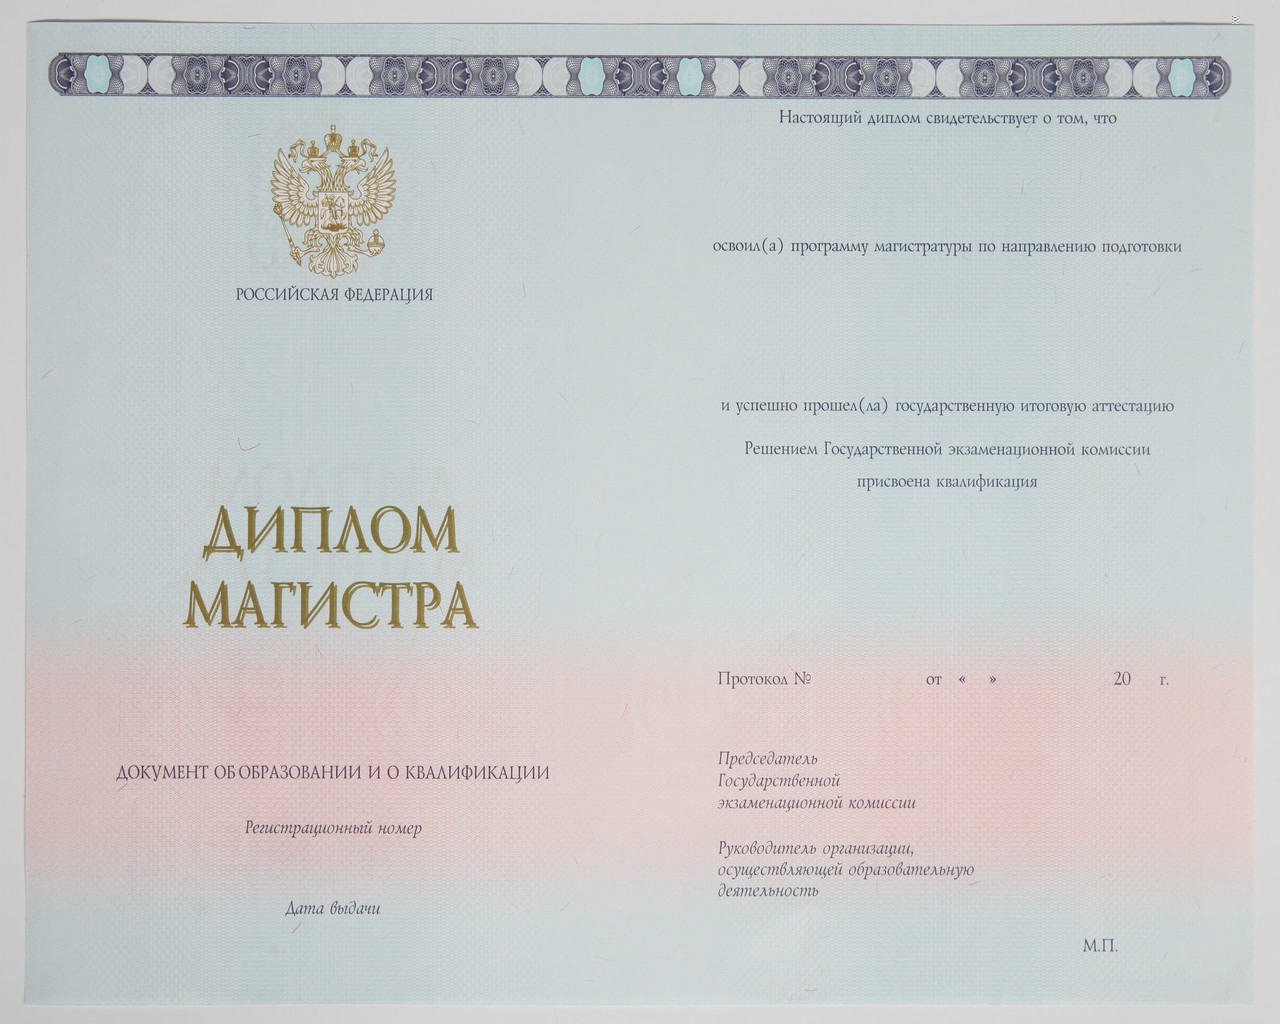 РОССИЙСКАЯ ФЕДЕРАЦИЯ
ДИПЛОМ
МАГИСТРА
ДОКУМЕНТ ОБ ОБРАЗОВАНИИ И О КВАЛИФИКАЦИИ
Регистрационный номер
Дата выдачи
Настоящий диплом свидетельствует о том, что
освоил(а) программу магистратуры по направлению подготовки
и успешно прошел(ла) государственную итоговую аттестацию
Решением Государственной экзаменационной комиссии
присвоена квалификация
Протокол № от « » 20 г.
Председатель
Государственной
экзаменационной комиссии
Руководитель организации,
осуществляющей образовательную
деятельность
М.П.